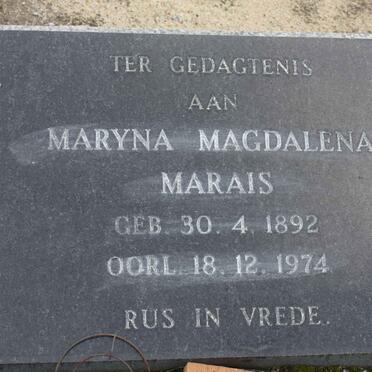 TER GEDAGTENIS
AAN
MARYNA MAGDALENA
MARAIS
GEB. 30. 4. 1892
OORL. 18. 12. 1974
RUS IN VREDE.